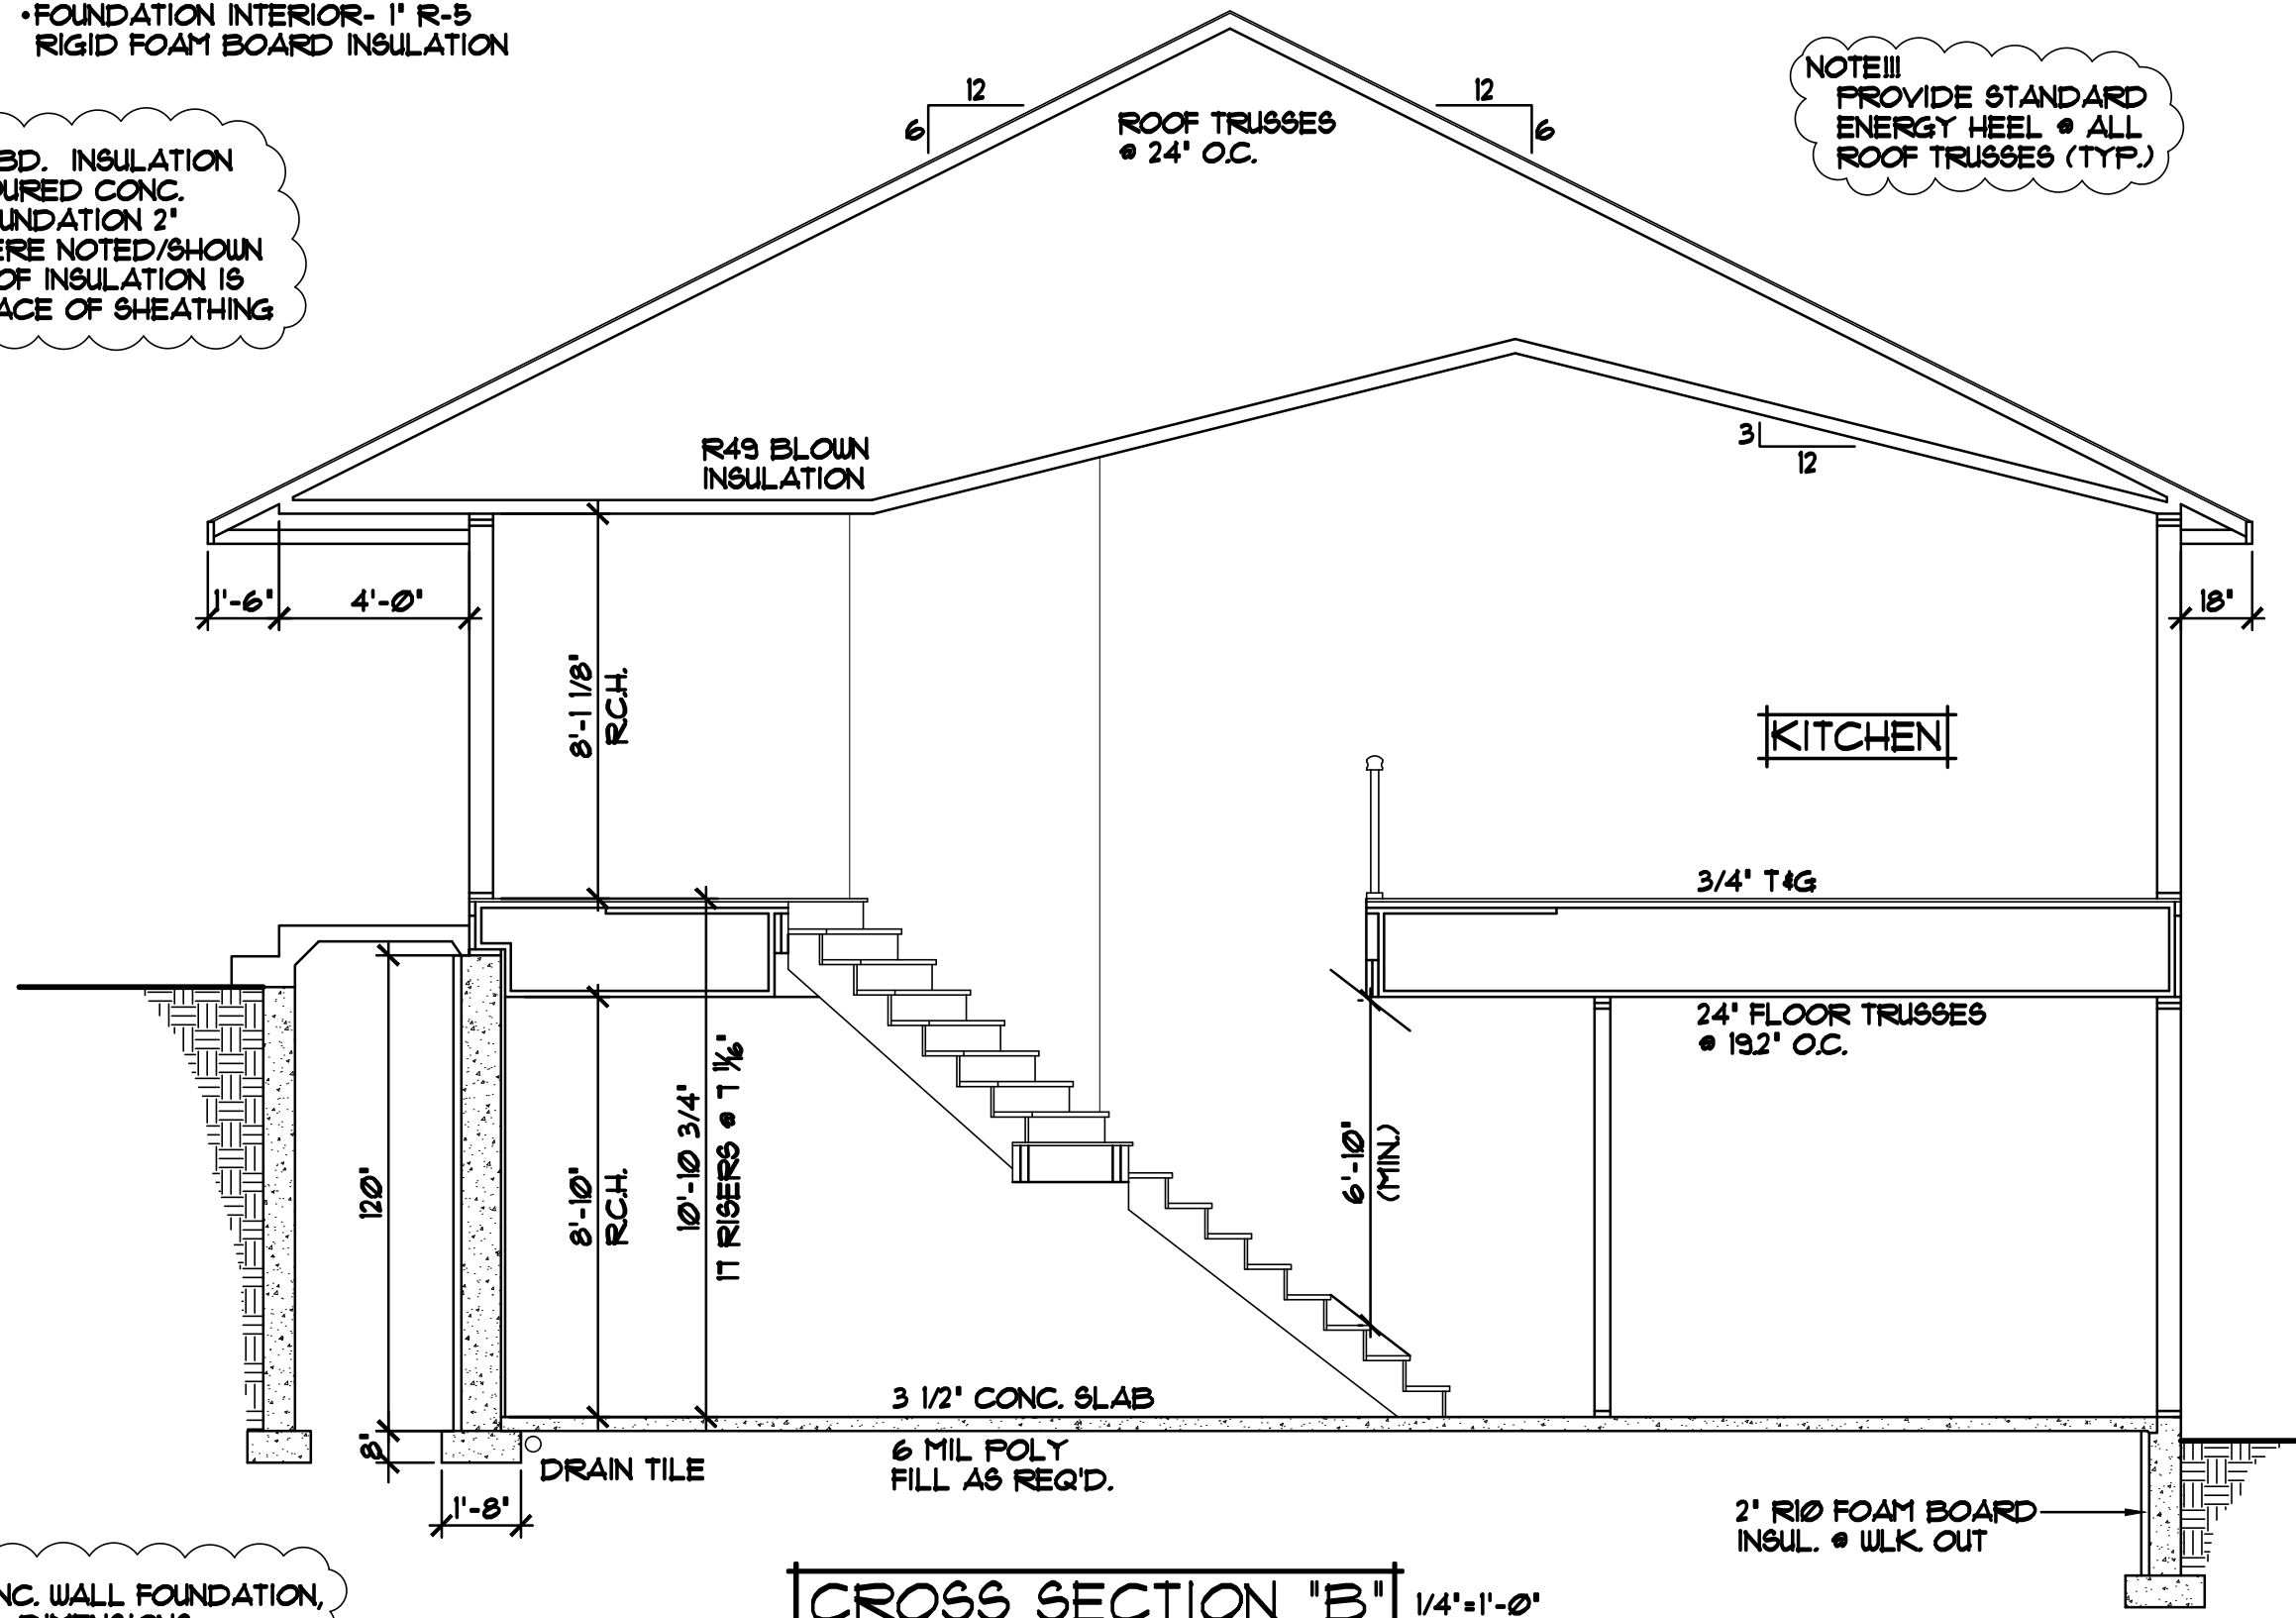 •FOUNDATION INTERIOR- 1" R-5
RIGID FOAM BOARD INSULATION
BD. INSULATION
CONC.
2"
NOTED/SHOWN
OF INSULATION IS
OF SHEATHING
12
6
ROOF TRUSSES
@ 24" O.C.
12
6
NOTE!!!
PROVIDE STANDARD
ENERGY HEEL @ ALL
ROOF TRUSSES (TYP.)
R49 BLOWN
INSULATION
3
12
1'-6"
4'-0"
18"
8'-1 1/8"
R.C.H.
KITCHEN
3/4" T&G
24" FLOOR TRUSSES
@ 19.2" O.C.
120"
8'-10"
R.C.H.
10'-10 3/4"
17 RISERS @ 7 11/16"
6'-10"
(MIN.)
3 1/2" CONC. SLAB
6 MIL POLY
FILL AS REQ'D.
8"
DRAIN TILE
1'-8"
2" R10 FOAM BOARD
INSUL. @ WLK. OUT
WALL FOUNDATION,
CROSS SECTION "B"
1/4"=1'-0"